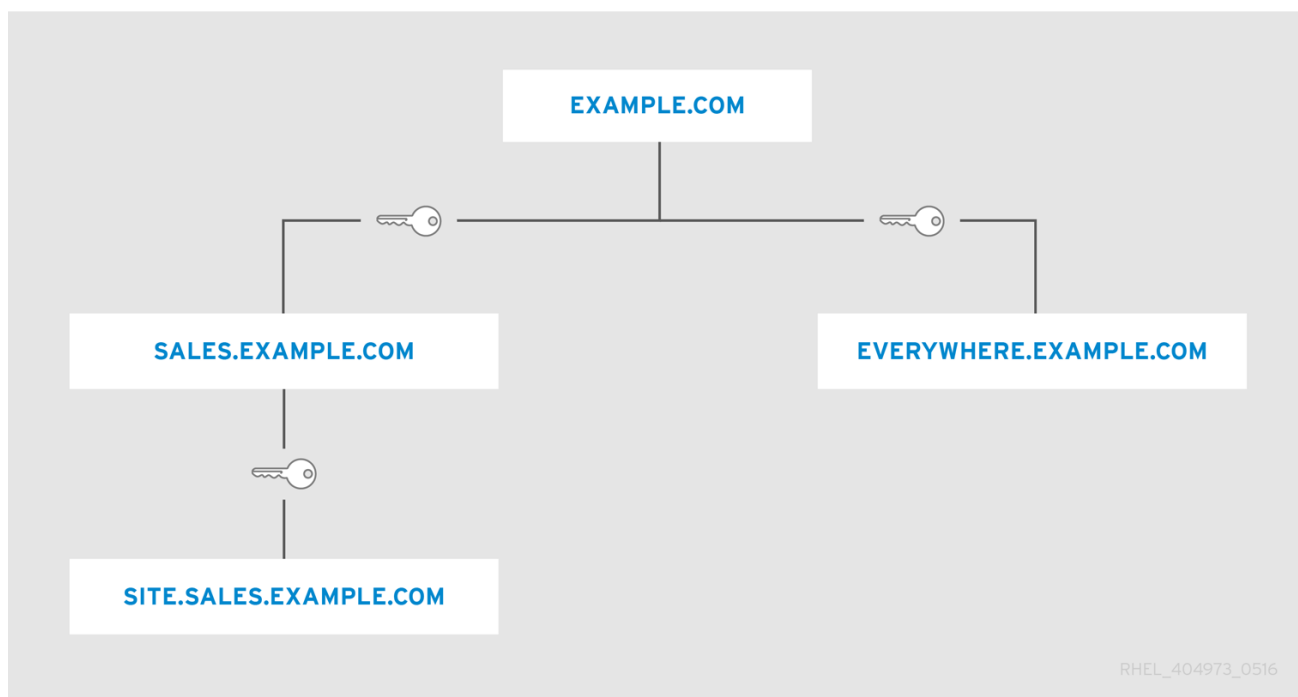 EXAMPLE.COM
SALES.EXAMPLE.COM
EVERYWHERE.EXAMPLE.COM
SITE.SALES.EXAMPLE.COM
RHEL_404973_0516